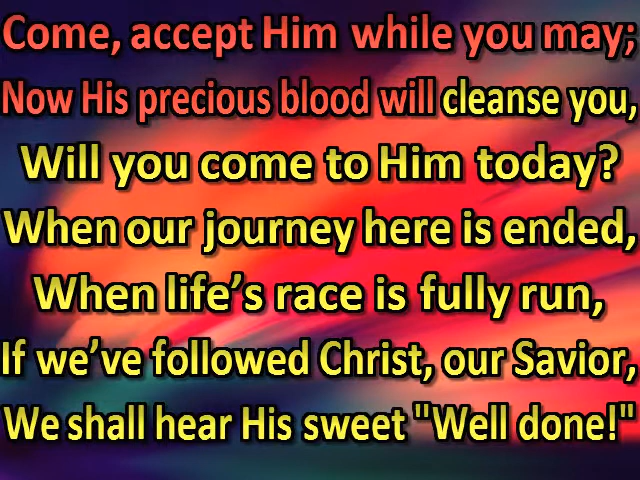 Come, accept Him while you may;
Now His precious blood will cleanse you,
Will you come to Him today?
When our journey here is ended,
When life’s race is fully run,
If we’ve followed Christ, our Savior,
We shall hear His sweet "Well done!"